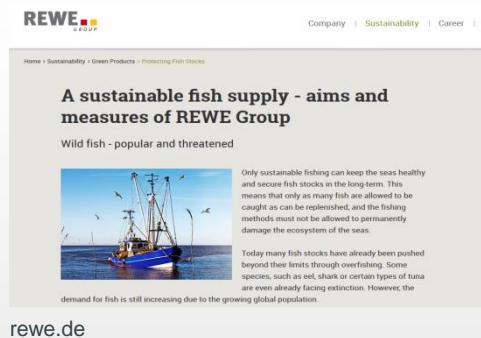 REWE
GROUP
Company | Sustainability | Career |
Home > Sustainability > Green Products > Protecting Fish Stocks
A sustainable fish supply - aims and
measures of REWE Group
Wild fish - popular and threatened
Only sustainable fishing can keep the seas healthy
and secure fish stocks in the long-term. This
means that only as many fish are allowed to be
caught as can be replenished, and the fishing
methods must not be allowed to permanently
damage the ecosystem of the seas.
Today many fish stocks have already been pushed
beyond their limits through overfishing. Some
species, such as eel, shark or certain types of tuna
are even already facing extinction. However, the
demand for fish is still increasing due to the growing global population.
rewe.de